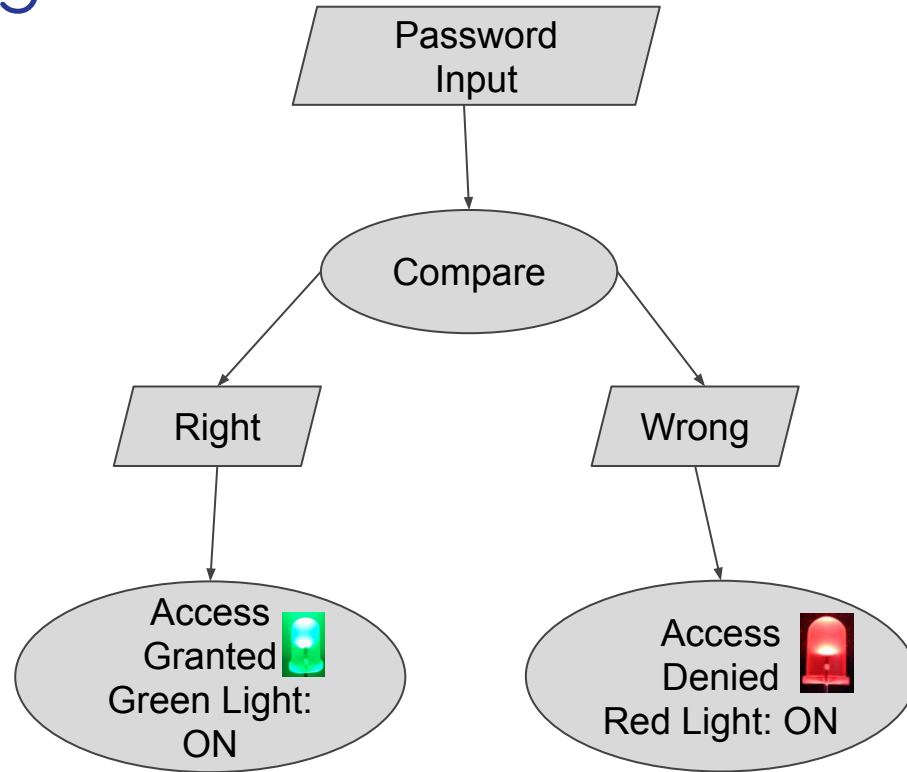 Password
Input
Compare
Right
Wrong
Access
Granted
Green Light:
ON
Access
Denied
Red Light: ON